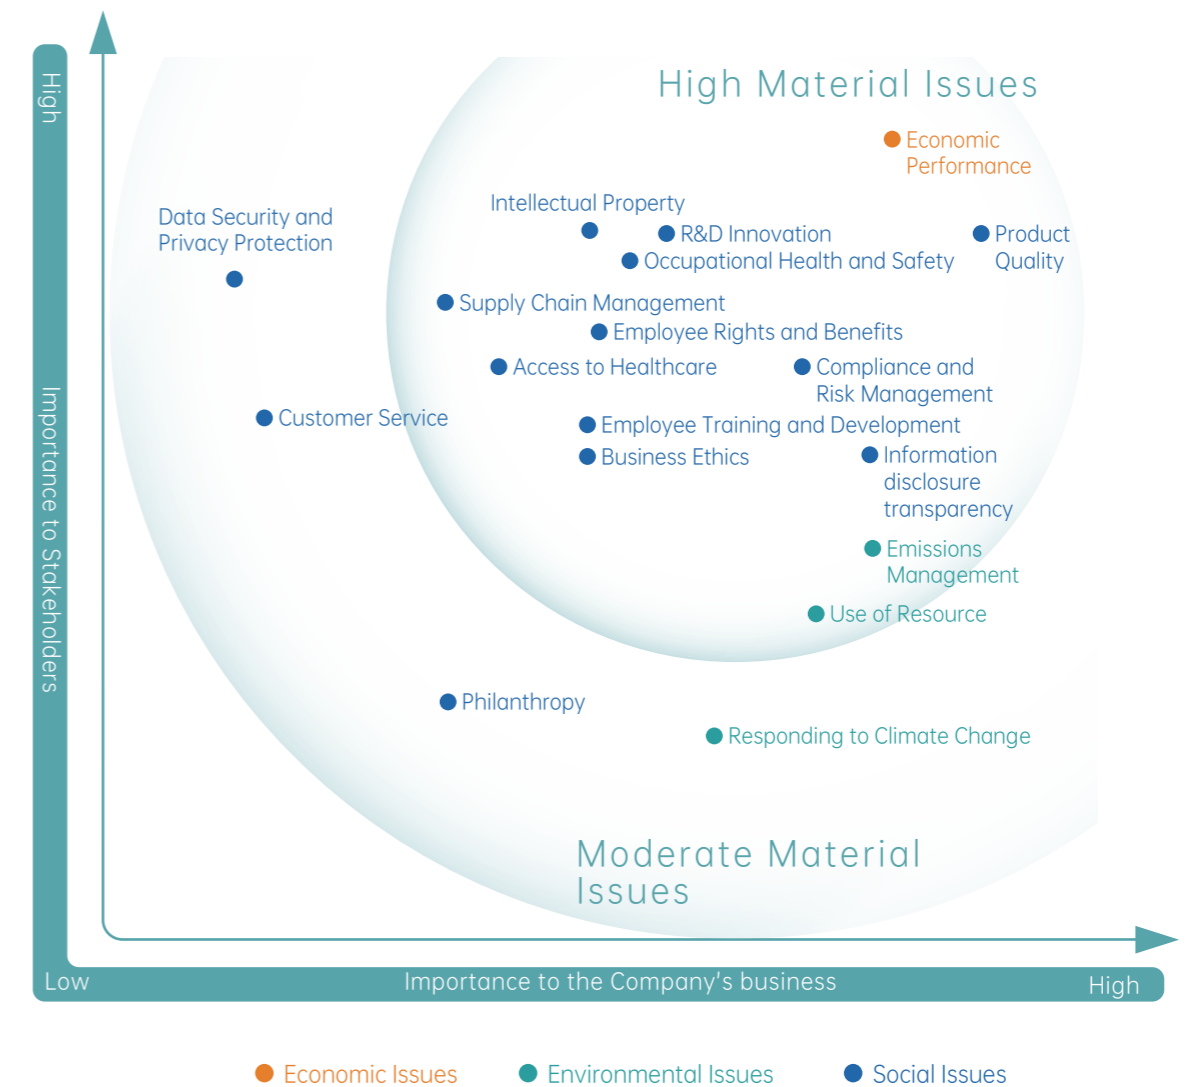 High
High Material Issues
Economic
Performance
Intellectual Property
Data Security and
Privacy Protection
R&D Innovation
Product
Quality
Occupational Health and Safety
Supply Chain Management
Employee Rights and Benefits
Access to Healthcare
Compliance and
Risk Management
Customer Service
Employee Training and Development
Business Ethics
Information
disclosure
transparency
Importance to Stakeholders
Emissions
Management
Use of Resource
Philanthropy
Responding to Climate Change
Moderate Material
Issues
Low
Importance to the Company's business
High
Economic Issues
Environmental Issues
Social Issues